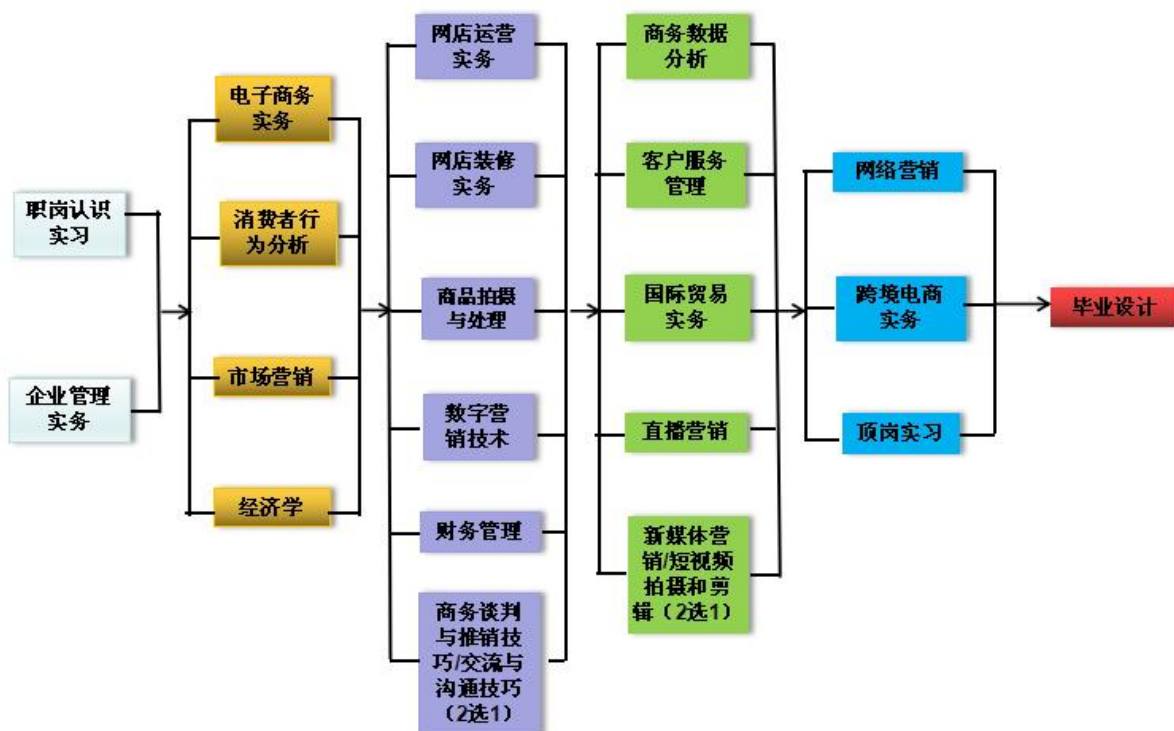 职岗认识
实习
企业管理
实务
电子商务
实务
消费者行
为分析
市场营销
经济学
网店运营
实务
网店装修
实务
商品拍摄
与处理
数字营
销技术
财务管理
商务谈判
与推销技
巧/交流与
沟通技巧
（2选1）
商务数据
分析
客户服务
管理
国际贸易
实务
直播营销
新媒体营
销/短视频
拍摄和剪
辑（2选1）
网络营销
跨境电商
实务
顶岗实习
毕业设计